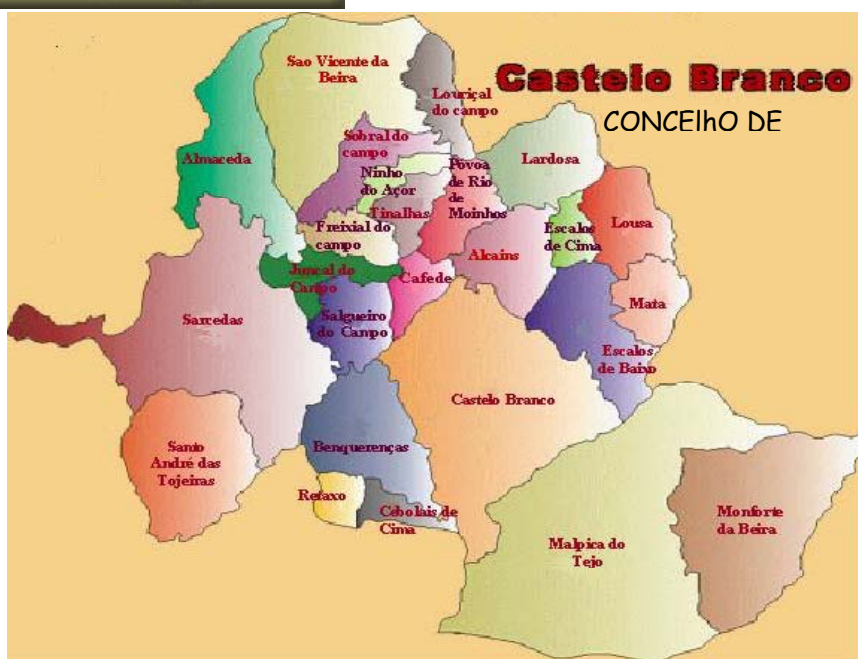 Castelo Branco
CONCElhO DE
Sao Vicente da
Beira
Louriçal
do campo
Almaceda
Sobral do
campo
Lardosa
Ninho
do Açor
Póvoa
de Rio
de
Moinhos
Tinalhas
Freixial do
campo
Escalos
de Cima
Lousa
Alcains
Juncal do
Campo
Cafede
Mata
Sarcedas
Salgueiro
do Campo
Escalos
de Baixo
Castelo Branco
Santo
André das
Tojeiras
Benquerenças
Retaxo
Cebolais de
Cima
Malpica do
Tejo
Monforte
da Beira